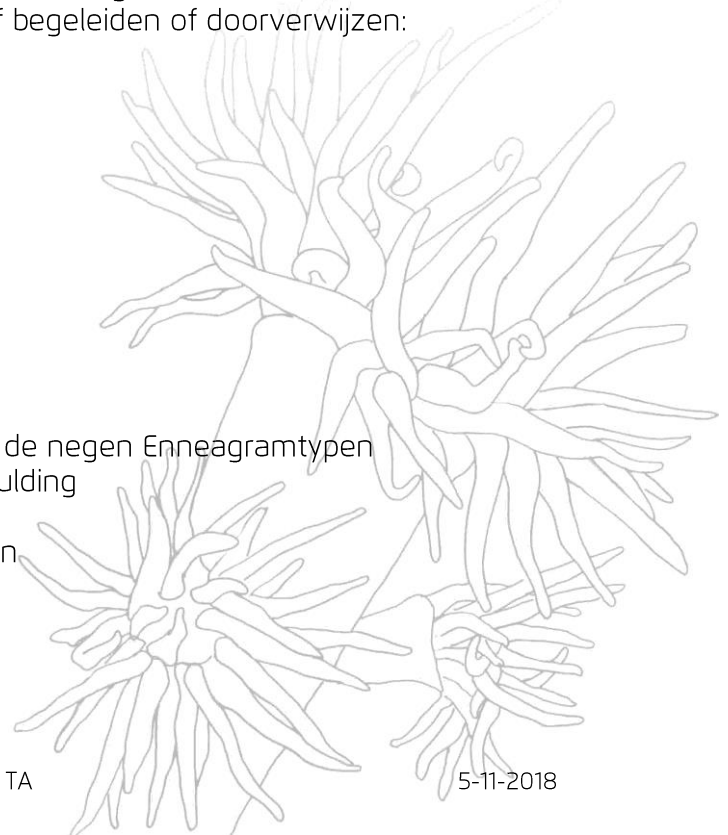 begeleiden of doorverwijzen:
de negen Enneagramtypen
ulding
n
TA 5-11-2018